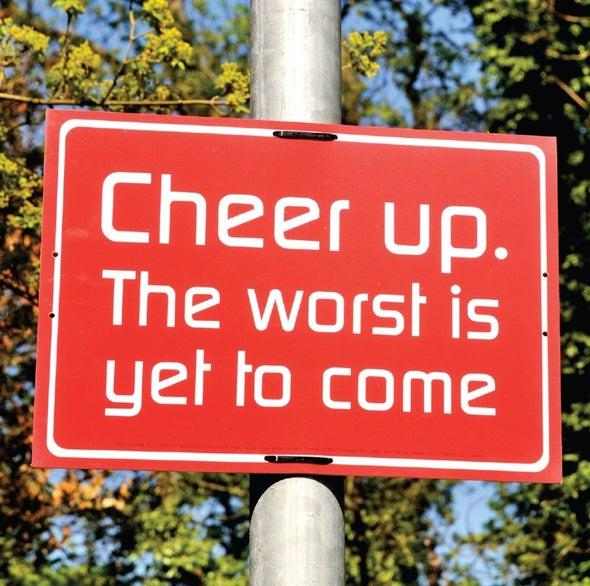 Cheer up.
The worst is
yet to come